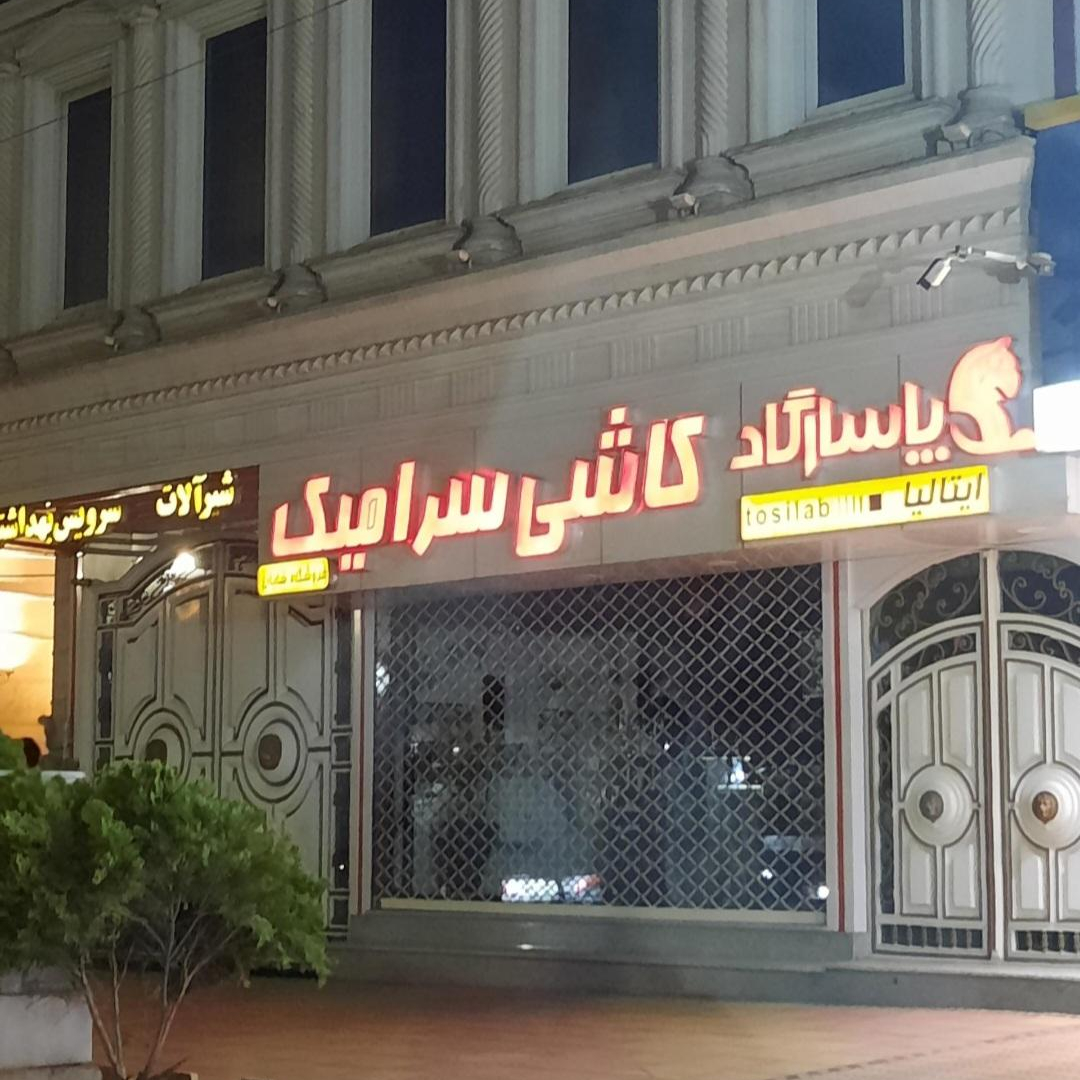 کاشی سرامیک
پاسارگاد
ایتالیا
tosilab
شیرآلات
سرویس بهداشتی